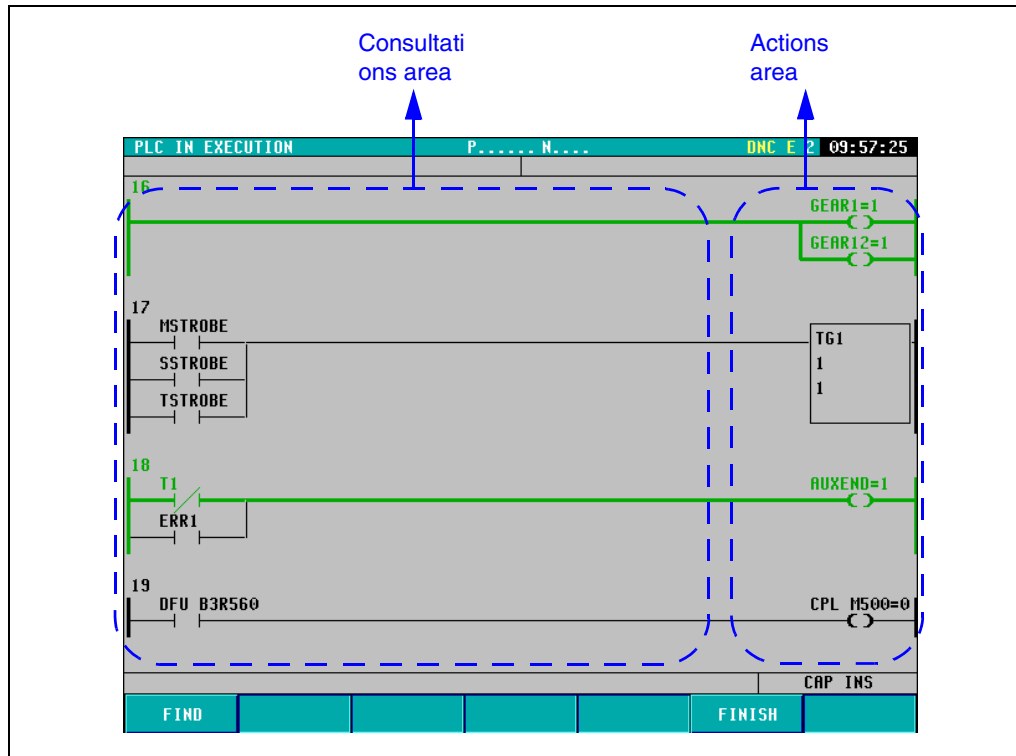 Consultati
ons area
Actions
area
PLC IN EXECUTION P...... N.... DNC E 2 09:57:25
16
GEAR1=1
GEAR12=1
17
MSTROBE
SSTROBE
TSTROBE
TG1
1
1
18
T1
AUXEND=1
ERR1
19
DFU B3R560 CPL M500=0
CAP INS
FIND FINISH